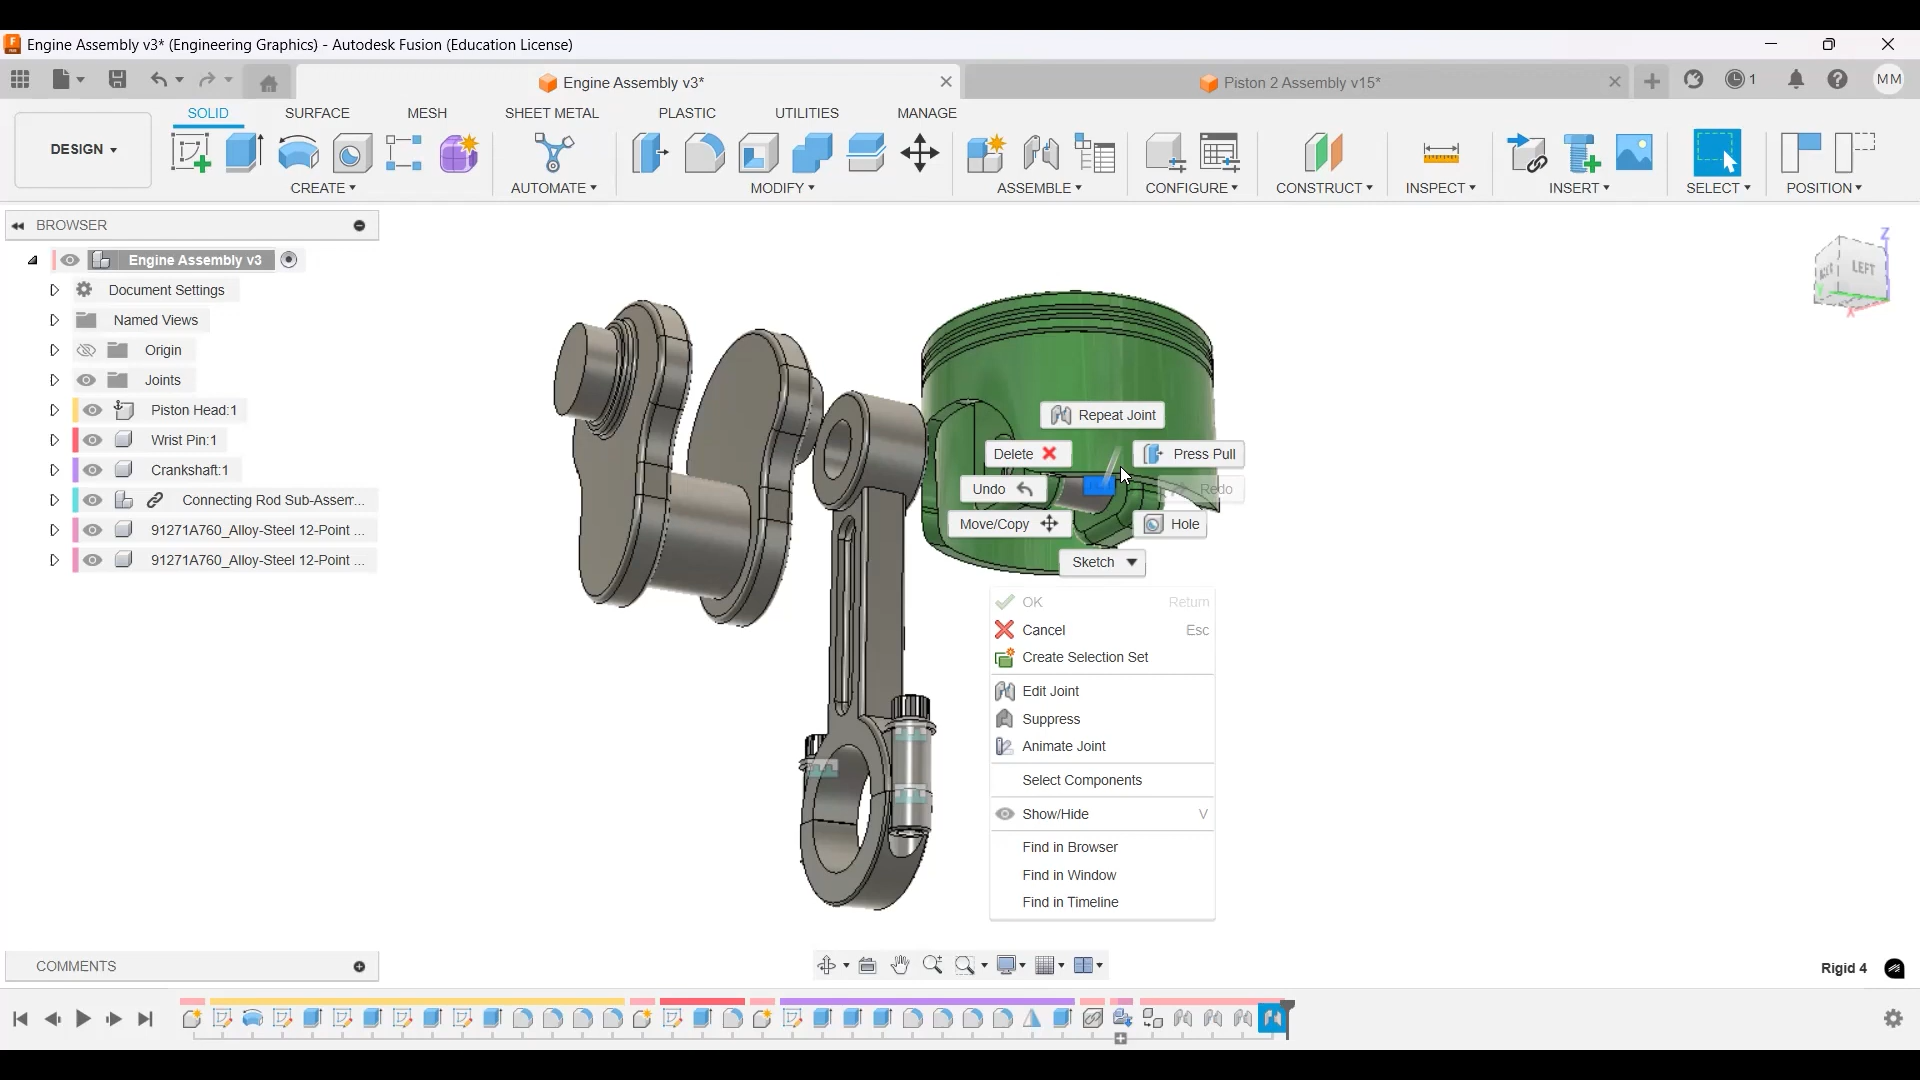 Engine Assembly v3* (Engineering Graphics) - Autodesk Fusion (Education License)
Engine Assembly v3*
Piston 2 Assembly v15*
1
MM
SOLID
SURFACE
MESH
SHEET METAL
PLASTIC
UTILITIES
MANAGE
DESIGN
CREATE
AUTOMATE
MODIFY
ASSEMBLE
CONFIGURE
CONSTRUCT
INSPECT
INSERT
SELECT
POSITION
BROWSER
Engine Assembly v3
Document Settings
Named Views
Origin
Joints
Piston Head:1
Wrist Pin:1
Crankshaft:1
Connecting Rod Sub-Assem...
91271A760_Alloy-Steel 12-Point ...
91271A760_Alloy-Steel 12-Point ...
Z
LEFT
Repeat Joint
Delete
Press Pull
Undo
Redo
Move/Copy
Hole
Sketch
OK Return
Cancel Esc
Create Selection Set
Edit Joint
Suppress
Animate Joint
Select Components
Show/Hide V
Find in Browser
Find in Window
Find in Timeline
COMMENTS
Rigid 4